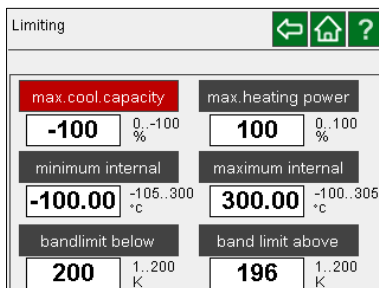 Limiting
?
max.cool.capacity max.heating power
-100 0..-100 % 100 0..100 %
minimum internal maximum internal
-100.00 -105..300 °c 300.00 -100..305 °c
bandlimit below band limit above
200 1..200 K 196 1..200 K